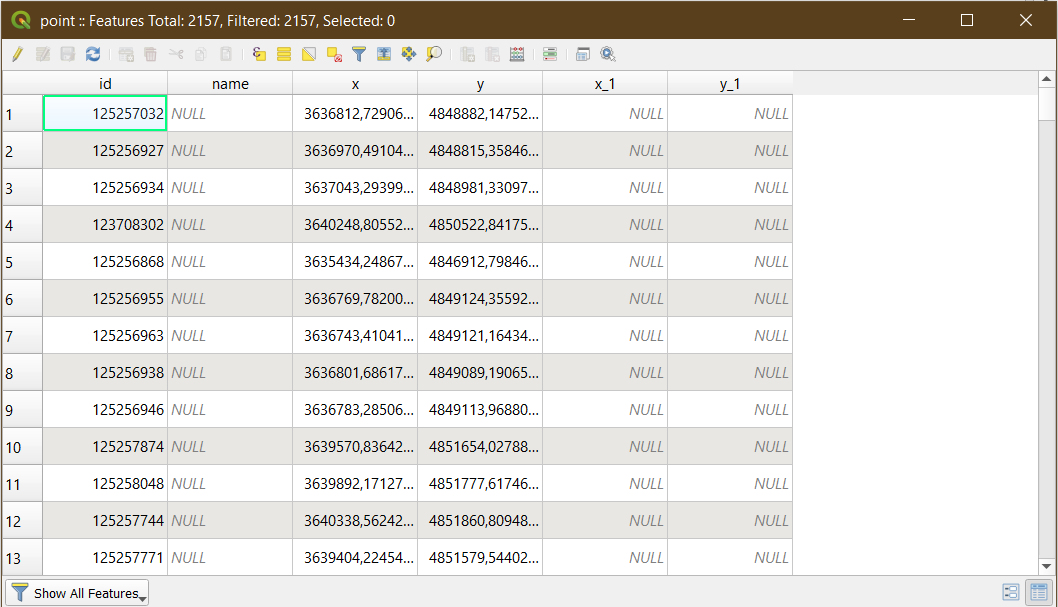 point :: Features Total: 2157, Filtered: 2157, Selected: 0
id name x y x_1 y_1
1 125257032 NULL 3636812,72906... 4848882,14752... NULL NULL
2 125256927 NULL 3636970,49104... 4848815,35846... NULL NULL
3 125256934 NULL 3637043,29399... 4848981,33097... NULL NULL
4 123708302 NULL 3640248,80552... 4850522,84175... NULL NULL
5 125256868 NULL 3635434,24867... 4846912,79846... NULL NULL
6 125256955 NULL 3636769,78200... 4849124,35592... NULL NULL
7 125256963 NULL 3636743,41041... 4849121,16434... NULL NULL
8 125256938 NULL 3636801,68617... 4849089,19065... NULL NULL
9 125256946 NULL 3636783,28506... 4849113,96880... NULL NULL
10 125257874 NULL 3639570,83642... 4851654,02788... NULL NULL
11 125258048 NULL 3639892,17127... 4851777,61746... NULL NULL
12 125257744 NULL 3640338,56242... 4851860,80948... NULL NULL
13 125257771 NULL 3639404,22454... 4851579,54402... NULL NULL
Show All Features